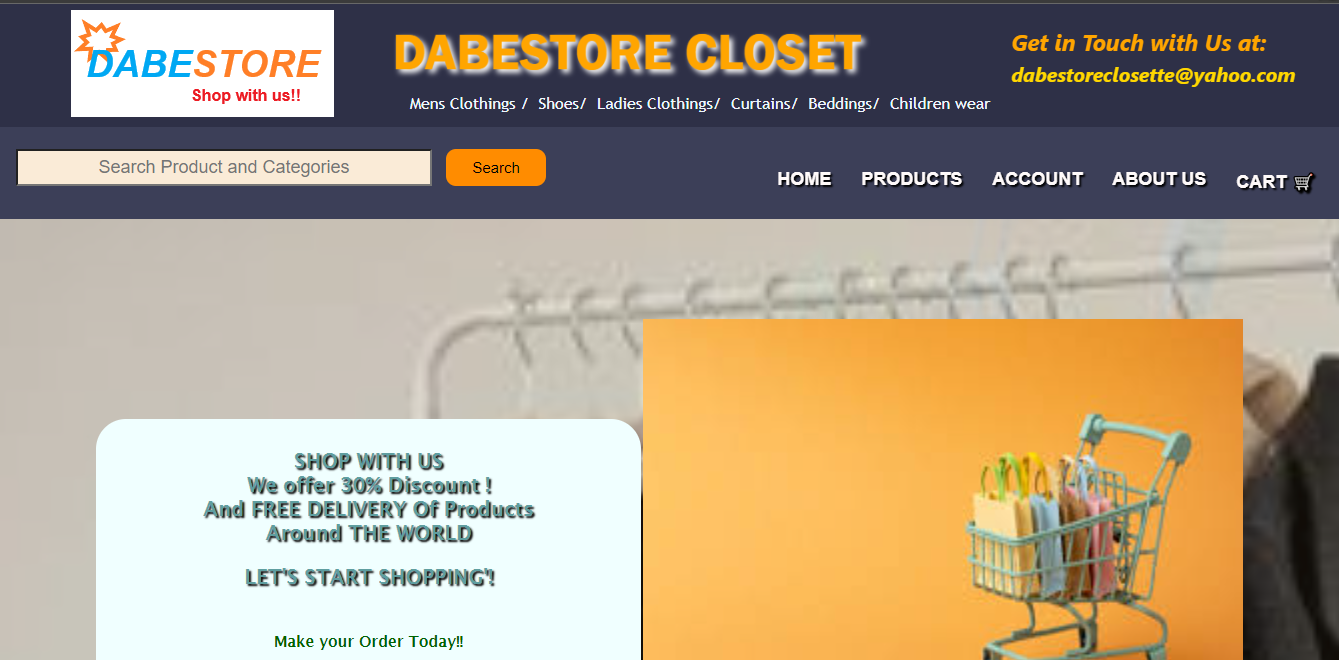 DABESTORE
Shop with us!!
DABESTORE CLOSET
Mens Clothings / Shoes/ Ladies Clothings/ Curtains/ Beddings/ Children wear
Get in Touch with Us at:
dabestoreclosette@yahoo.com
Search Product and Categories
Search
HOME PRODUCTS ACCOUNT ABOUT US CART
SHOP WITH US
We offer 30% Discount !
And FREE DELIVERY Of Products
Around THE WORLD
LET'S START SHOPPING'!
Make your Order Today!!